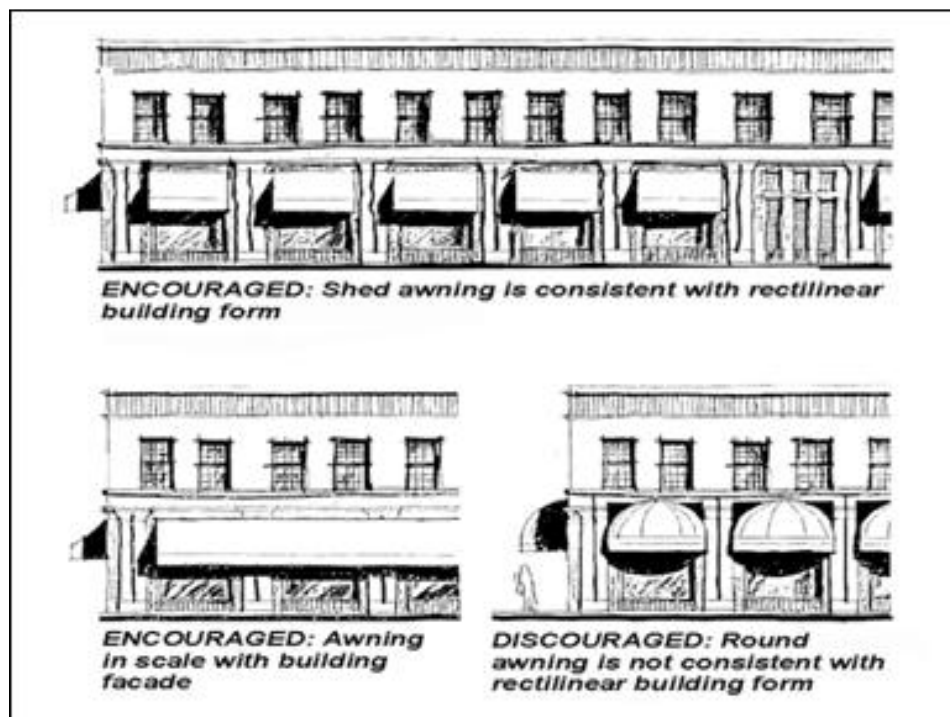 ENCOURAGED: Shed awning is consistent with rectilinear
building form
ENCOURAGED: Awning
in scale with building
facade
DISCOURAGED: Round
awning is not consistent with
rectilinear building form